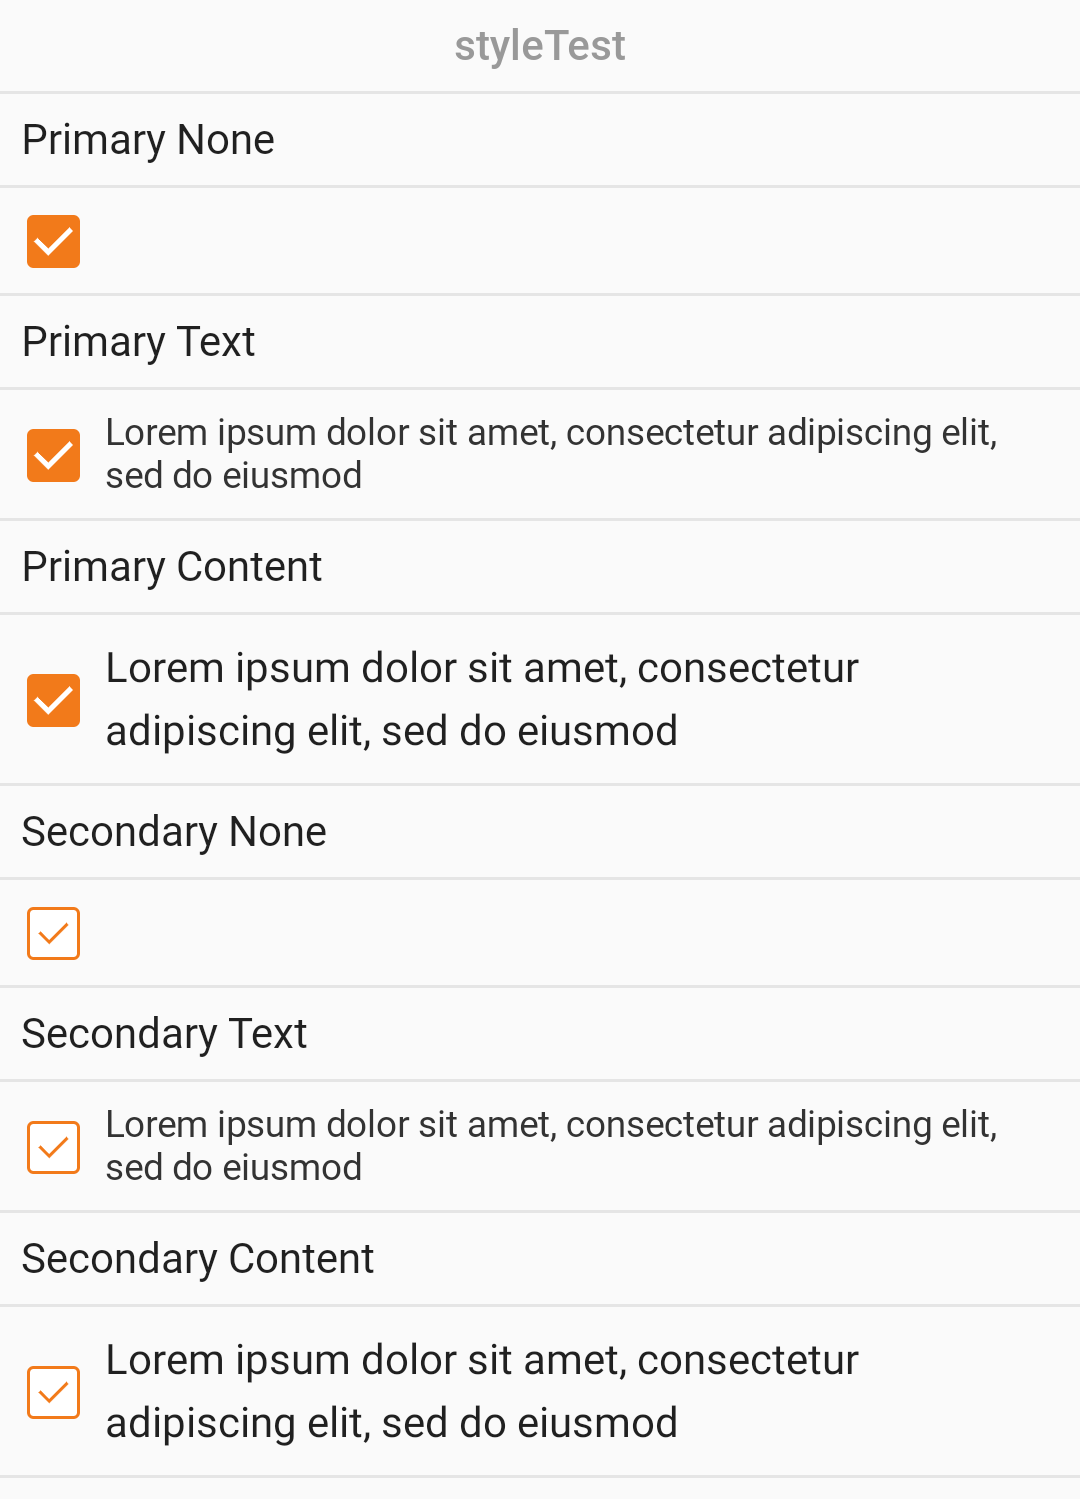 styleTest
Primary None
Primary Text
Lorem ipsum dolor sit amet, consectetur adipiscing elit,
sed do eiusmod
Primary Content
Lorem ipsum dolor sit amet, consectetur
adipiscing elit, sed do eiusmod
Secondary None
Secondary Text
Lorem ipsum dolor sit amet, consectetur adipiscing elit,
sed do eiusmod
Secondary Content
Lorem ipsum dolor sit amet, consectetur
adipiscing elit, sed do eiusmod